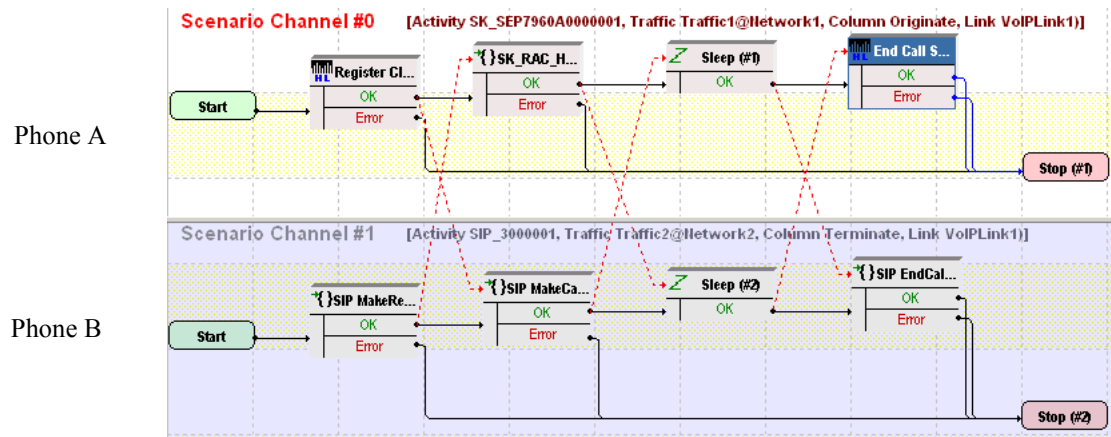 Scenario Channel #0 [Activity SK_SEP7960A0000001, Traffic Traffic1@Network1, Column Originate, Link VoIPLink1)]
Phone A
Start
HL Register Cl...
OK
Error
{}SK_RAC_H...
OK
Error
Sleep (#1)
OK
HL End Call S...
OK
Error
Stop (#1)
Scenario Channel #1 [Activity SIP_3000001, Traffic Traffic2@Network2, Column Terminate, Link VoIPLink1)]
Phone B
Start
{}SIP MakeRe...
OK
Error
{}SIP MakeCa...
OK
Error
Sleep (#2)
OK
{}SIP EndCal...
OK
Error
Stop (#2)